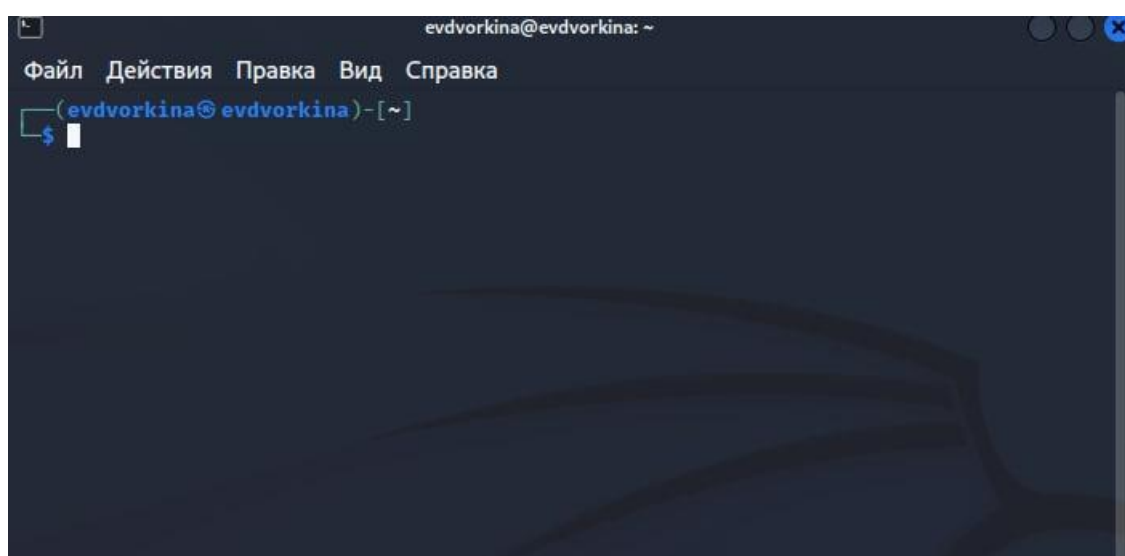 evdvorkina@evdvorkina: ~
Файл Действия Правка Вид Справка
┌──(evdvorkina㉿evdvorkina)-[~]
└─$